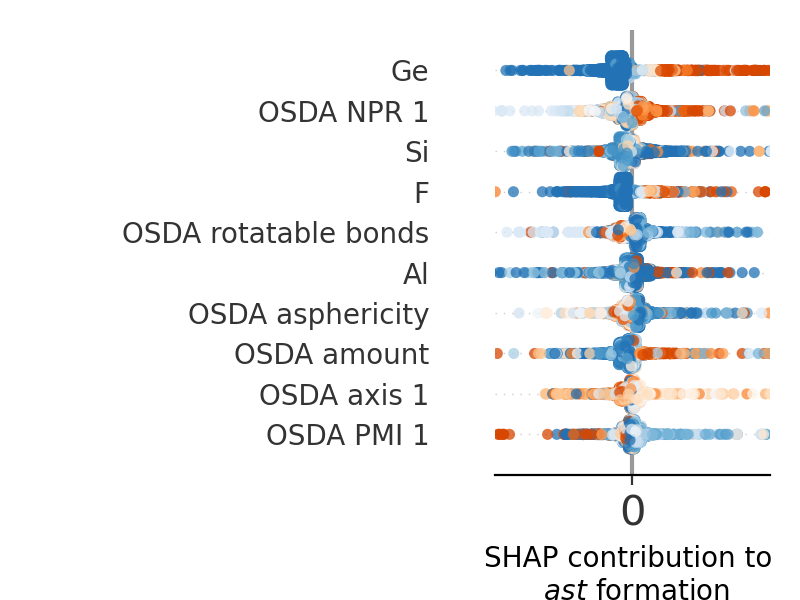 Ge
OSDA NPR 1
Si
F
OSDA rotatable bonds
Al
OSDA asphericity
OSDA amount
OSDA axis 1
OSDA PMI 1
0
SHAP contribution to
ast formation